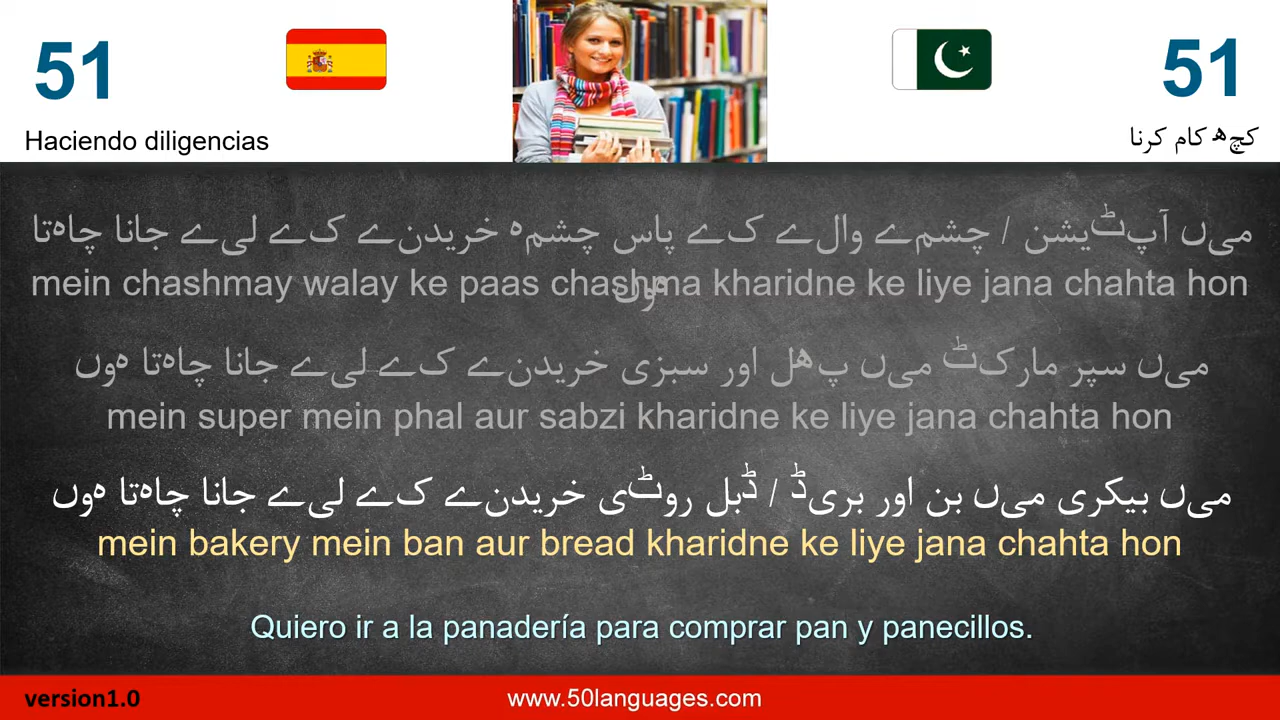 51
51
Haciendo diligencias
کچھ کام کرنا
میں آپٹیشن / چشمے والے کے پاس چشمہ خریدنے کے لیے جانا چاہتا
ہوں
mein chashmay walay ke paas chashma kharidne ke liye jana chahta hon
میں سپر مارکٹ میں پھل اور سبزی خریدنے کے لیے جانا چاہتا ہوں
mein super mein phal aur sabzi kharidne ke liye jana chahta hon
میں بیکری میں بن اور بریڈ / ڈبل روٹی خریدنے کے لیے جانا چاہتا ہوں
mein bakery mein ban aur bread kharidne ke liye jana chahta hon
Quiero ir a la panadería para comprar pan y panecillos.
version1.0
www.50languages.com